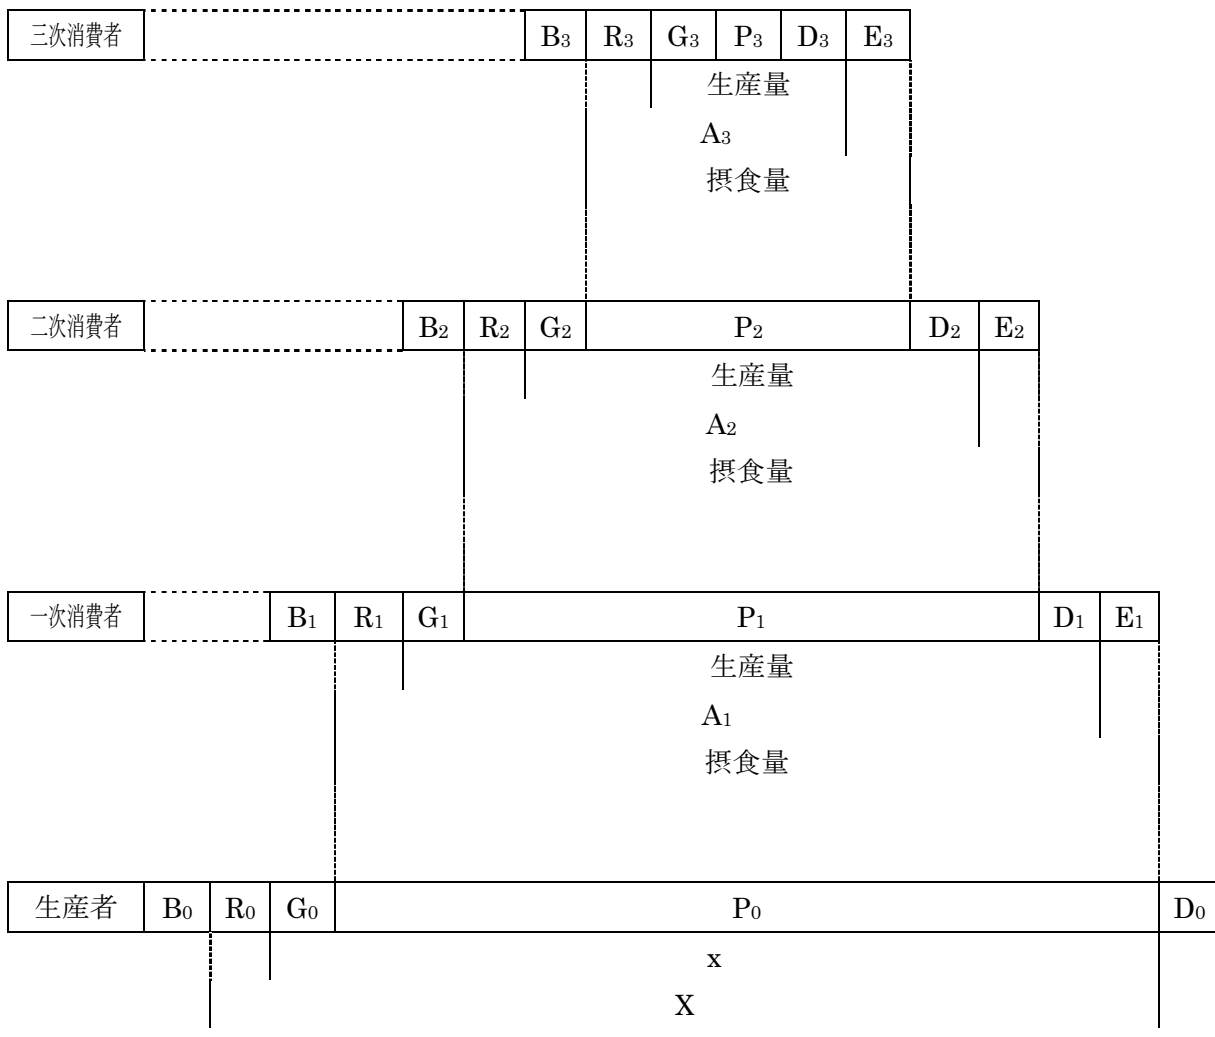 三次消費者 B₃ R₃ G₃ P₃ D₃ E₃
生産量
A₃
摂食量
二次消費者 B₂ R₂ G₂ P₂ D₂ E₂
生産量
A₂
摂食量
一次消費者 B₁ R₁ G₁ P₁ D₁ E₁
生産量
A₁
摂食量
生産者 B₀ R₀ G₀ P₀ D₀
x
X